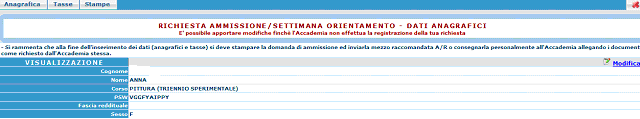 Anagrafica Tasse Stampe
RICHIESTA AMMISSIONE/SETTIMANA ORIENTAMENTO - DATI ANAGRAFICI
E' possibile apportare modifiche finchè l'Accademia non effettua la registrazione della tua richiesta
- Si rammenta che alla fine dell'inserimento dei dati (anagrafici e tasse) si deve stampare la domanda di ammissione ed inviarla mezzo raccomandata A/R o consegnarla personalmente all'Accademia allegando i document
come richiesto dall'Accademia stessa.
VISUALIZZAZIONE Modifica
Cognome
Nome ANNA
Corso PITTURA (TRIENNIO SPERIMENTALE)
PSW VGGFYAIPPY
Fascia reddituale
Sesso F